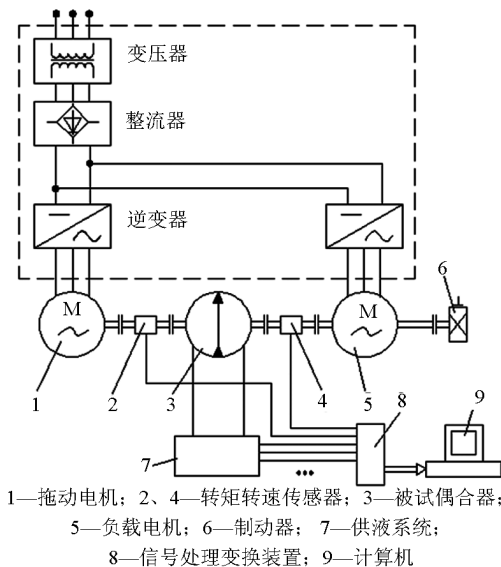 变压器
整流器
逆变器
6
M
M
1
2
3
4
5
8
9
7
1—拖动电机；2、4—转矩转速传感器；3—被试偶合器；
5—负载电机；6—制动器；7—供液系统；
8—信号处理变换装置；9—计算机